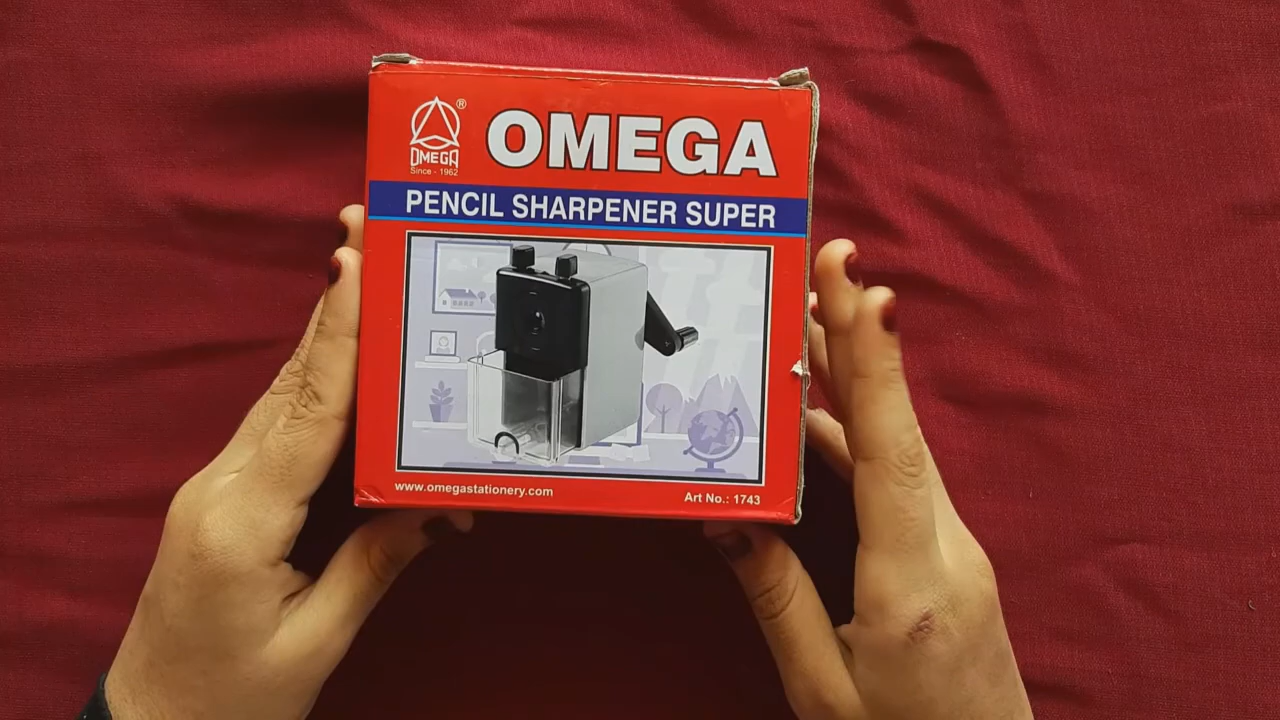 ®
OMEGA
Since - 1962
OMEGA
PENCIL SHARPENER SUPER
www.omegastationery.com
Art No.: 1743